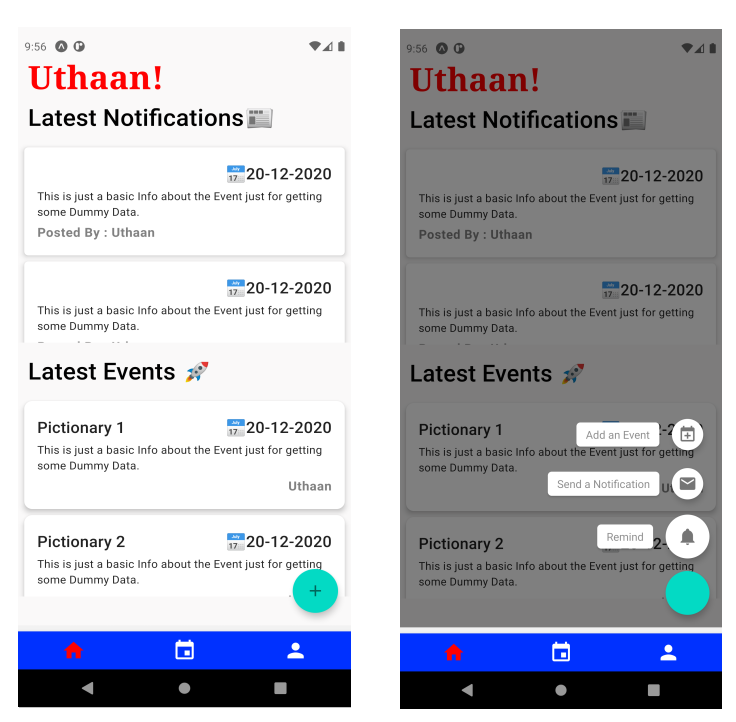 9:56
Uthaan!
Latest Notifications
20-12-2020
This is just a basic Info about the Event just for getting
some Dummy Data.
Posted By : Uthaan
20-12-2020
This is just a basic Info about the Event just for getting
some Dummy Data.
Latest Events
Pictionary 1
20-12-2020
This is just a basic Info about the Event just for getting
some Dummy Data.
Uthaan
Pictionary 2
20-12-2020
This is just a basic Info about the Event just for getting
some Dummy Data.
+
9:56
Uthaan!
Latest Notifications
20-12-2020
This is just a basic Info about the Event just for getting
some Dummy Data.
Posted By : Uthaan
20-12-2020
This is just a basic Info about the Event just for getting
some Dummy Data.
Latest Events
Pictionary 1
Add an Event
This is just a basic Info about the Event just for getting
some Dummy Data.
Send a Notification
Pictionary 2
Remind
This is just a basic Info about the Event just for getting
some Dummy Data.